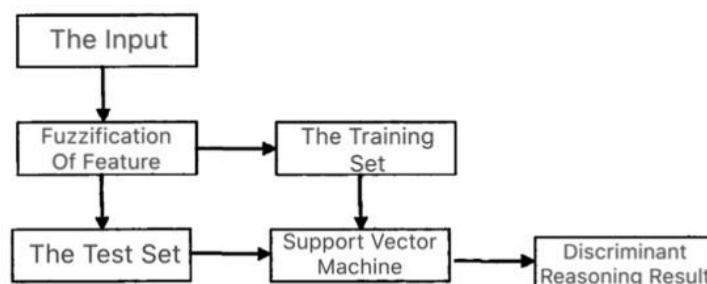 The Input
Fuzzification
Of Feature
The Training
Set
The Test Set
Support Vector
Machine
Discriminant
Reasoning Result